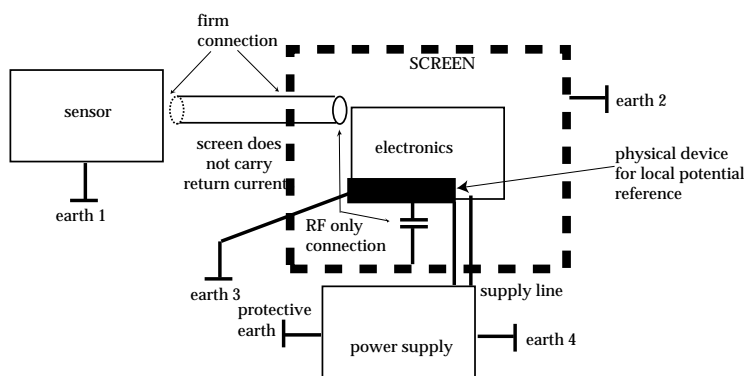 firm
connection
SCREEN
sensor
earth 2
screen does
not carry
return current
electronics
physical device
for local potential
reference
earth 1
RF only
connection
earth 3
supply line
protective
earth
power supply
earth 4